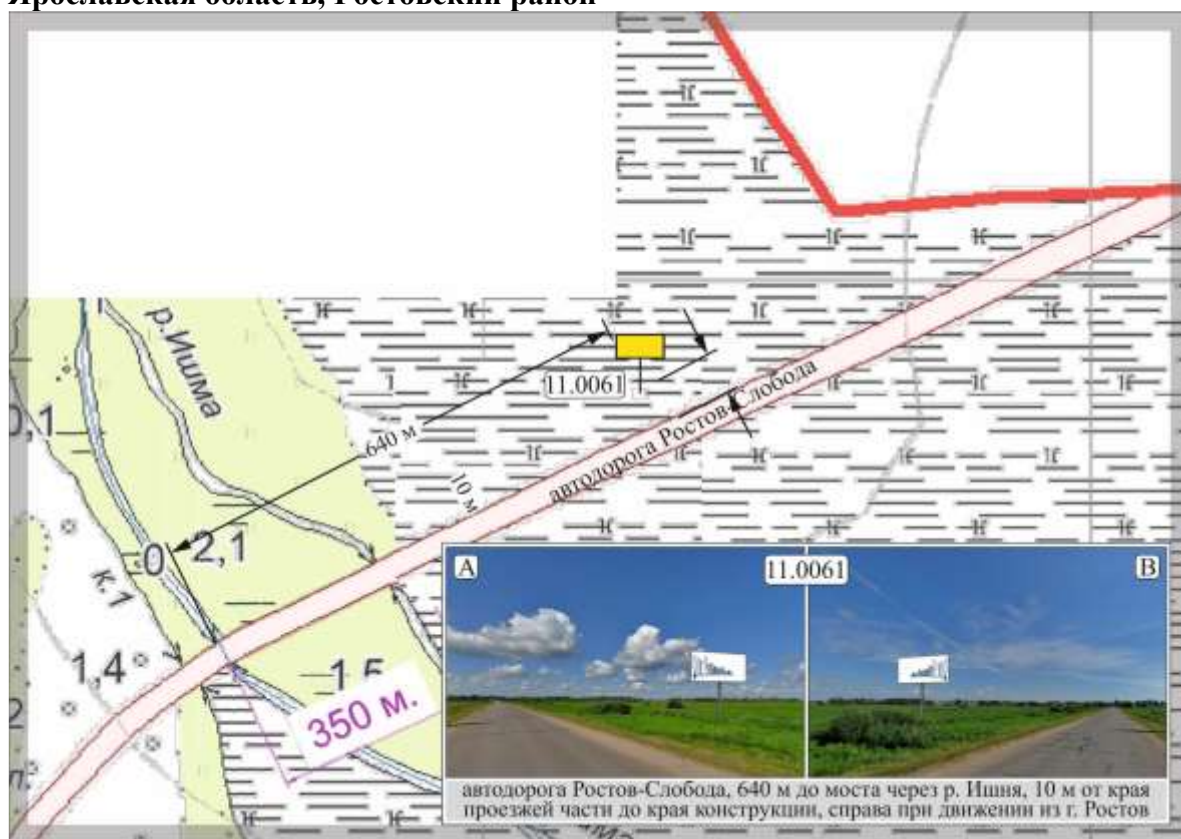 Ярославская область, Ростовский район
р.Ишма
11.0061
640 м
автодорога Ростов-Слобода
10 м
0,1
0
2,1
к.1
1,4
1,5
350 м.
2
A
11.0061
B
автодорога Ростов-Слобода, 640 м до моста через р. Ишня, 10 м от края
проезжей части до края конструкции, справа при движении из г. Ростов